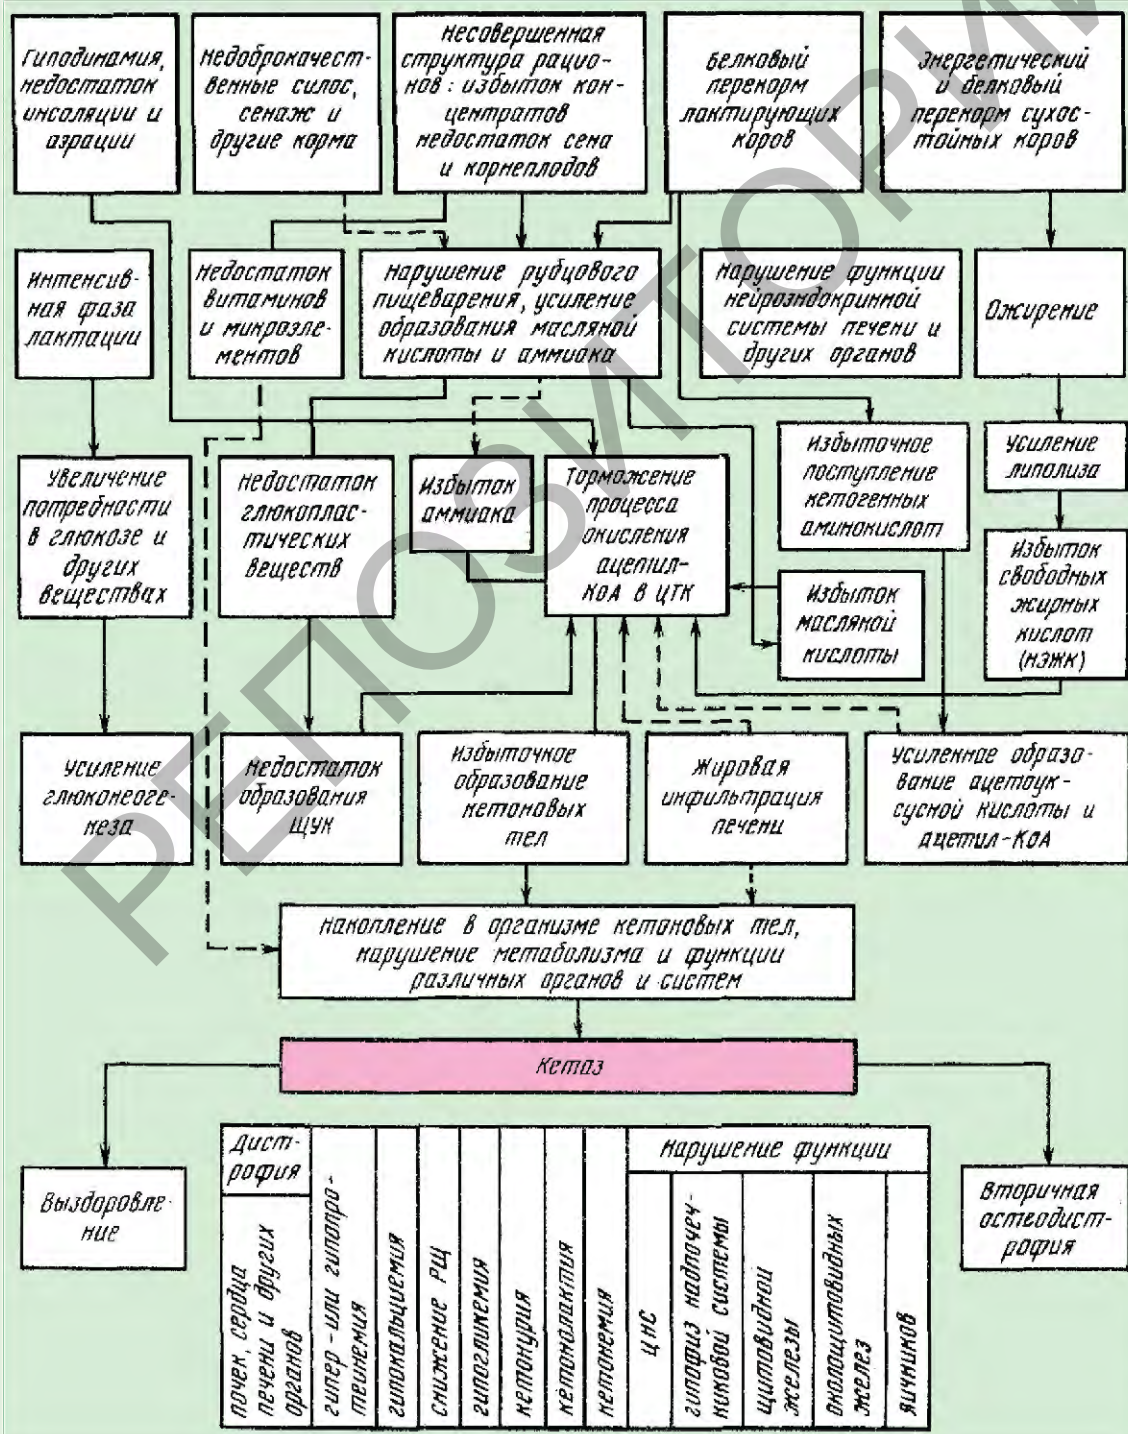 Гиподинамия,
недостаток
инсоляции и
аэрации
Недоброкачест-
венные силос,
сенаж и
другие корма
Несовершенная
структура рацио-
нов: избыток кон-
центратов
недостаток сена
и корнеплодов
Белковый
перекорм
лактирующих
коров
Энергетический
и белковый
перекорм сухос-
тойных коров
Интенсив-
ная фаза
лактации
Недостаток
витаминов
и микроэле-
ментов
Нарушение рубцового
пищеварения, усиление
образования масляной
кислоты и аммиака
Нарушение функции
нейроэндокринной
системы печени и
других органов
Ожирение
Увеличение
потребности
в глюкозе и
других
веществах
Недостаток
глюкоплас-
тических
веществ
Избыток
аммиака
Торможение
процесса
окисления
ацетил-
КоА в ЦТК
Избыточное
поступление
кетогенных
аминокислот
Усиление
липолиза
Избыток
масляной
кислоты
Избыток
свободных
жирных
кислот
(НЭЖК)
Усиление
глюконеоге-
неза
Недостаток
образования
ЩУК
Избыточное
образование
кетоновых
тел
Жировая
инфильтрация
печени
Усиленное образо-
вание ацетоук-
сусной кислоты и
ацетил-КоА
Накопление в организме кетоновых тел,
нарушение метаболизма и функции
различных органов и систем
Кетоз
Выздоровле-
ние
Вторичная
остеодист-
рофия
Дист-
рофия
почек, сердца
печени и других
органов
гипер-или гипопро-
теинемия
гипокальциемия
снижение РЩ
гипогликемия
кетонурия
кетонолактия
кетонемия
Нарушение функции
ЦНС
гипофиз надпочеч-
никовой системы
щитовидной
железы
околощитовидных
желез
яичников
РЕПОЗИТОРИ